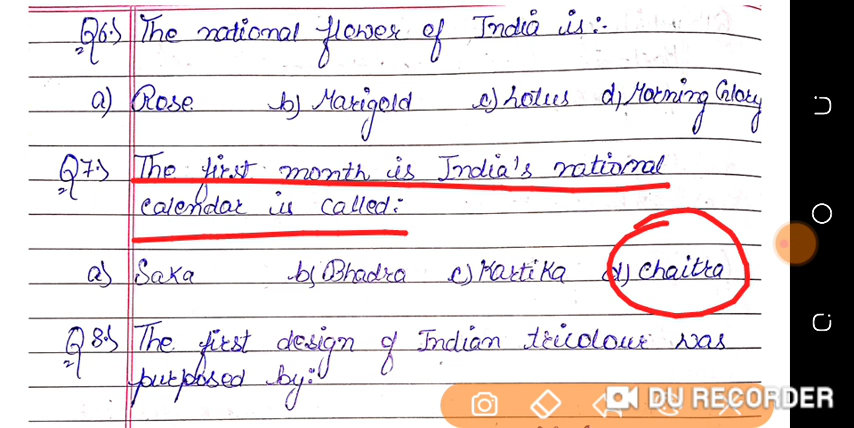 Q6.) The national flower of India is:-
a) Rose b) Marigold c) Lotus d) Morning Glory
Q7.) The first month is India's national
calendar is called:
a) Saka b) Bhadra c) Kartika d) Chaitra
Q8.) The first design of Indian tricolour was
purposed by:
DU RECORDER